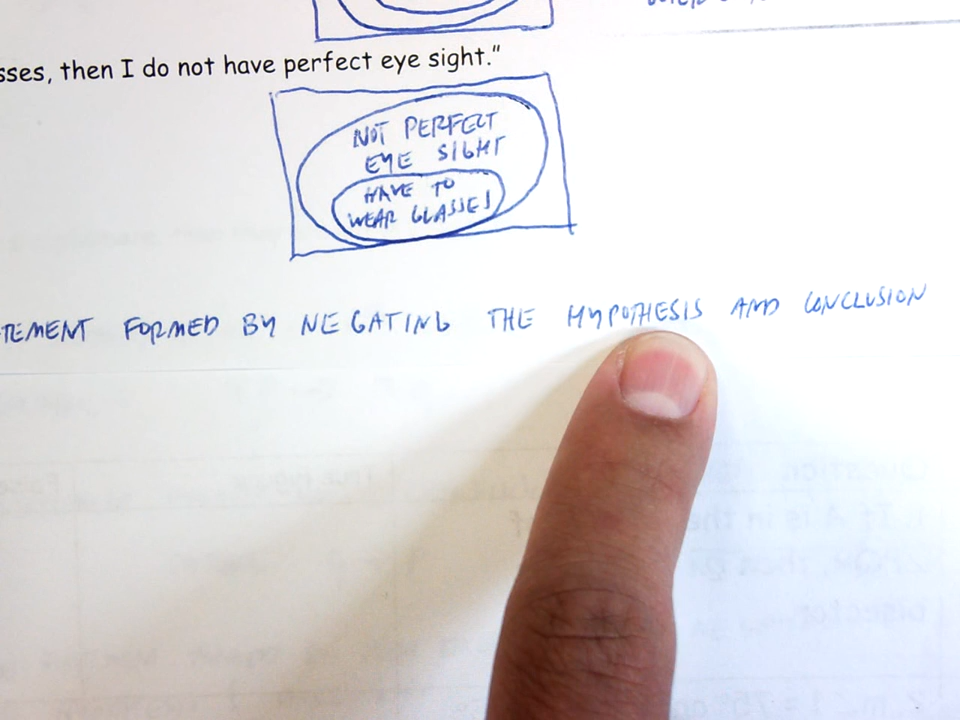 sses, then I do not have perfect eye sight."
NOT PERFECT
EYE SIGHT
HAVE TO
WEAR GLASSES
TEMENT FORMED BY NEGATING THE HYPOTHESIS AND CONCLUSION